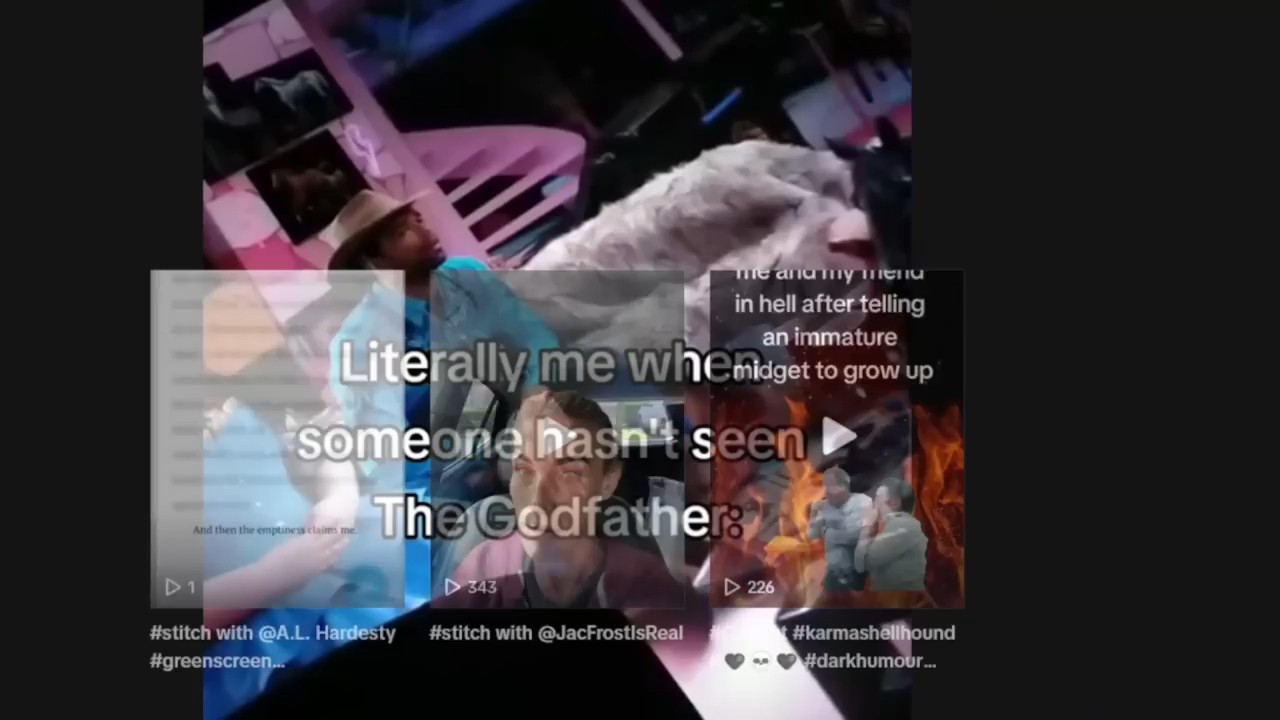 me and my friend
in hell after telling
an immature
midget to grow up
Literally me when
someone hasn't seen
The Godfather:
And then the emptiness claims me.
1
343
226
#stitch with @A.L. Hardesty
#greenscreen...
#stitch with @JacFrostIsReal
#karmashellhound
🖤 💀 🖤 #darkhumour...